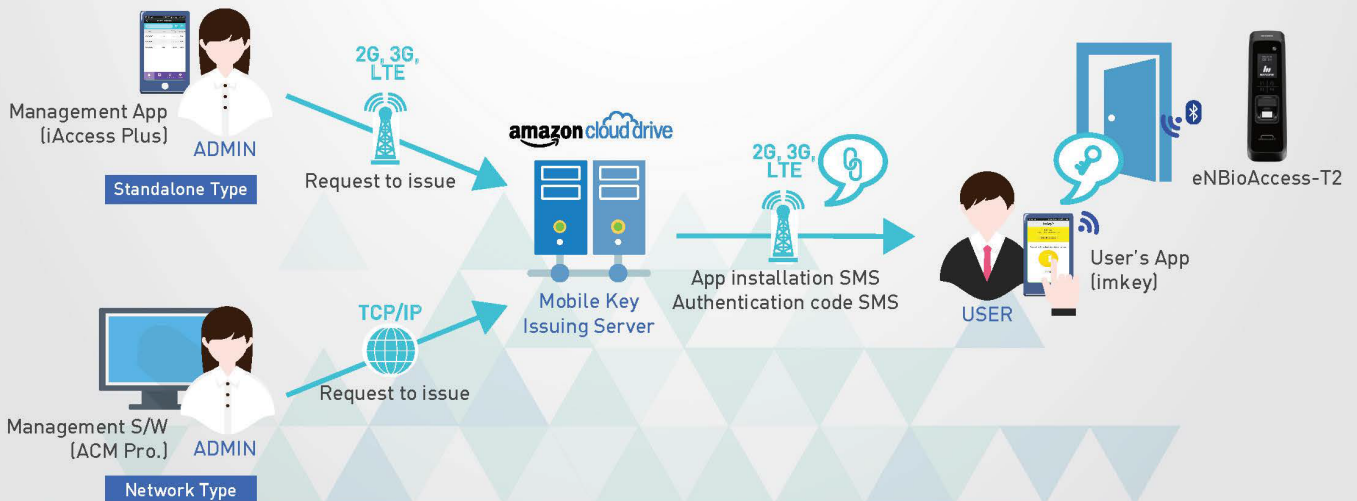 Management App
(iAccess Plus)
ADMIN
Standalone Type
2G, 3G,
LTE
Request to issue
amazon cloud drive
Mobile Key
Issuing Server
2G, 3G,
LTE
App installation SMS
Authentication code SMS
USER
User's App
(imkey)
eNBioAccess-T2
Management S/W
(ACM Pro.)
ADMIN
Network Type
TCP/IP
Request to issue